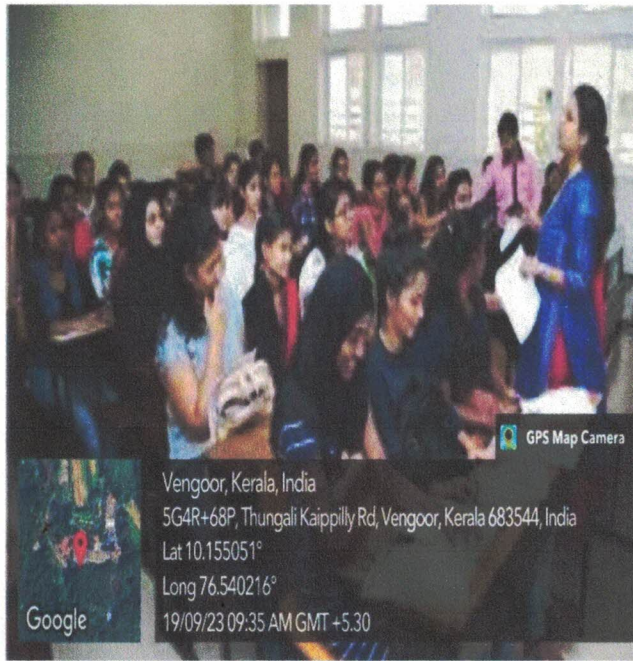 GPS Map Camera
Vengoor, Kerala, India
5G4R+68P, Thungali Kaippilly Rd, Vengoor, Kerala 683544, India
Lat 10.155051°
Long 76.540216°
19/09/23 09:35 AM GMT +5.30
Google